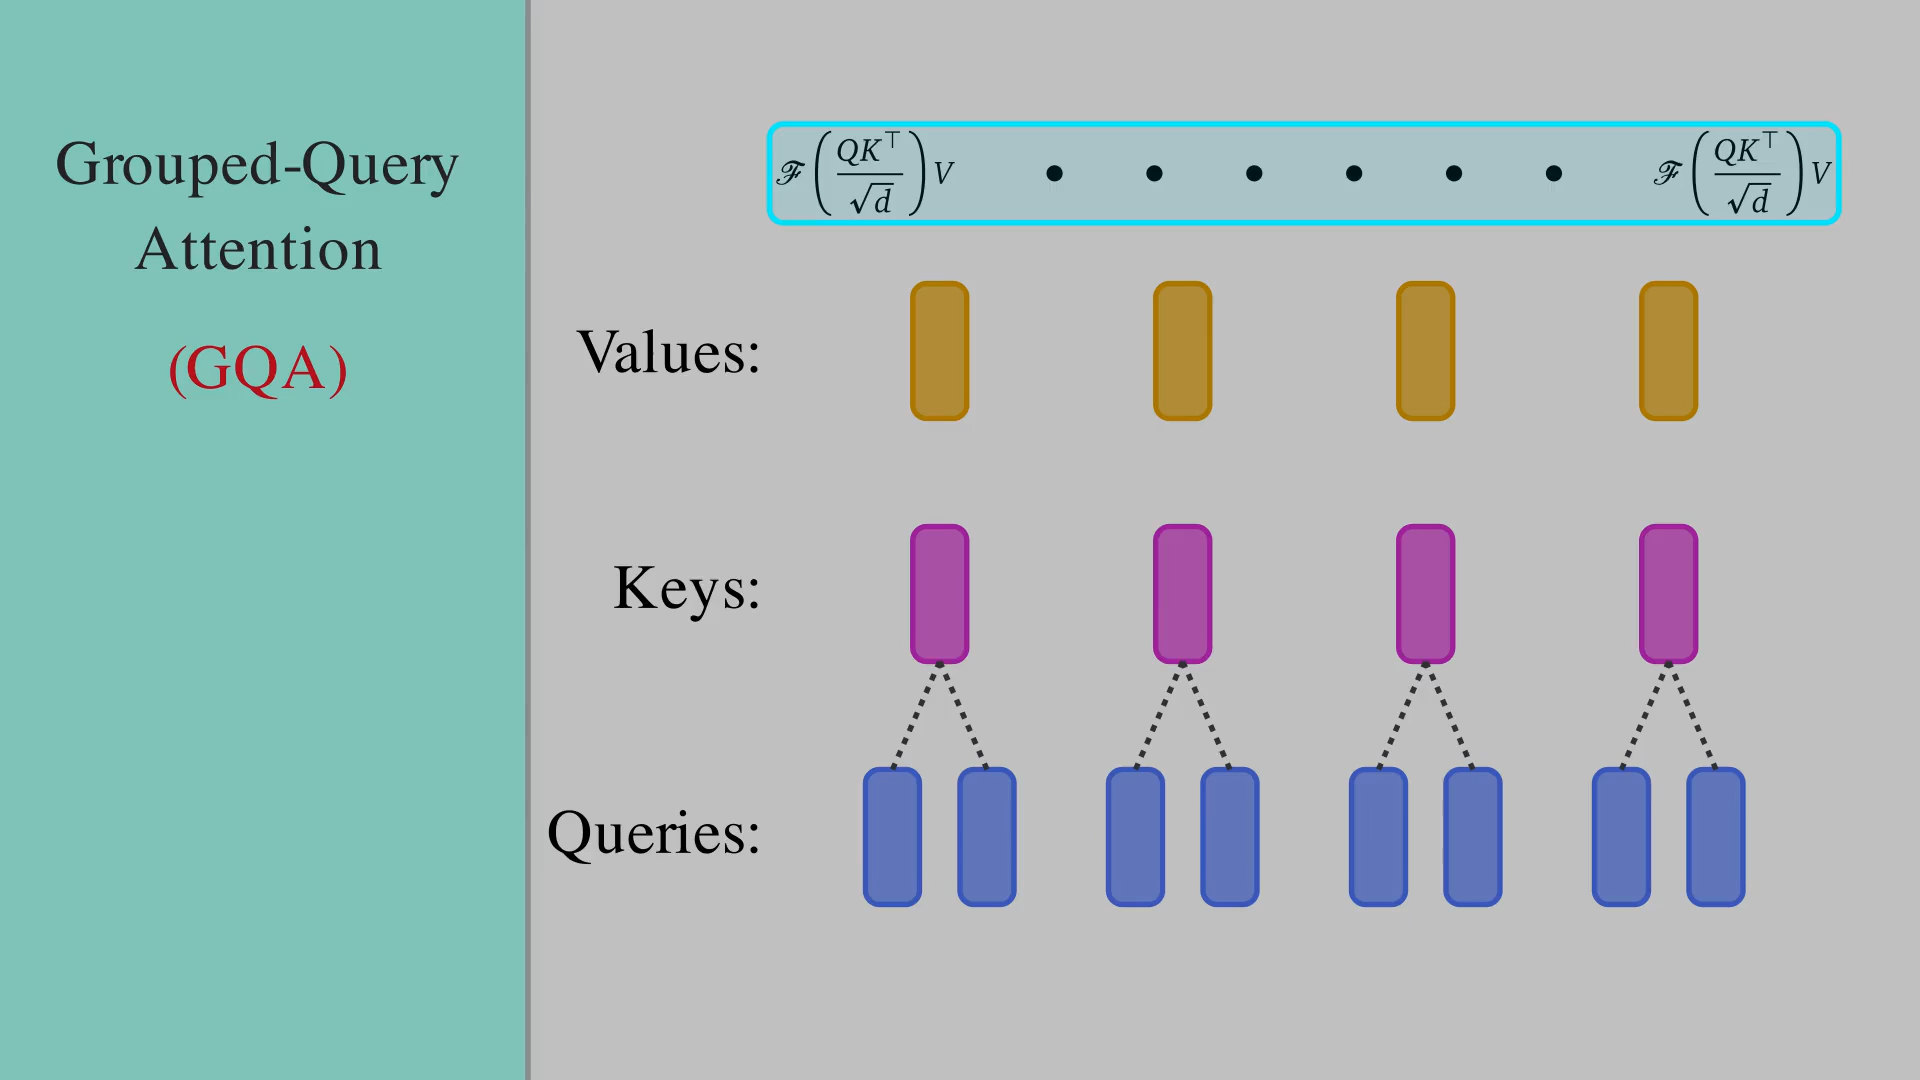 Grouped-Query
Attention
(GQA)
ℱ(QK⊤/√d)V • • • • • • ℱ(QK⊤/√d)V
Values:
Keys:
Queries: